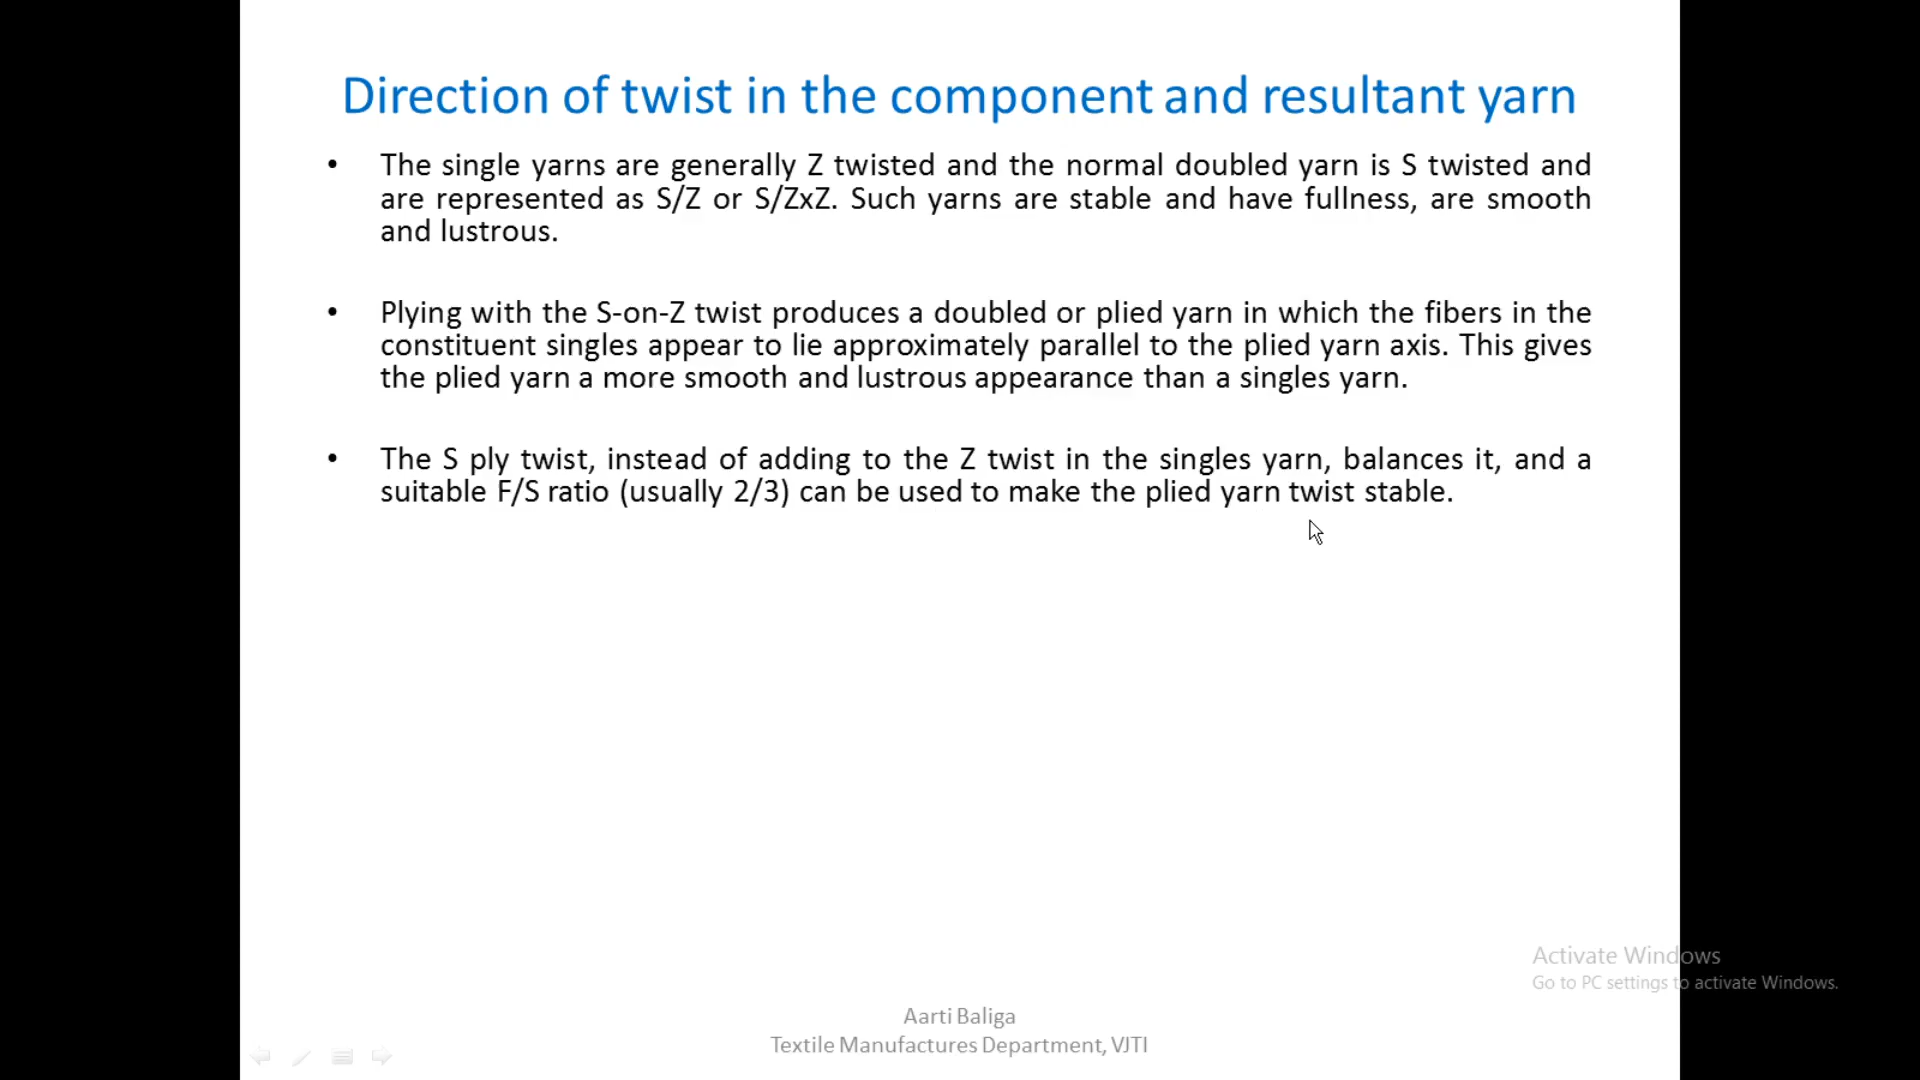 Direction of twist in the component and resultant yarn
• The single yarns are generally Z twisted and the normal doubled yarn is S twisted and
are represented as S/Z or S/ZxZ. Such yarns are stable and have fullness, are smooth
and lustrous.
• Plying with the S-on-Z twist produces a doubled or plied yarn in which the fibers in the
constituent singles appear to lie approximately parallel to the plied yarn axis. This gives
the plied yarn a more smooth and lustrous appearance than a singles yarn.
• The S ply twist, instead of adding to the Z twist in the singles yarn, balances it, and a
suitable F/S ratio (usually 2/3) can be used to make the plied yarn twist stable.
Activate Windows
Go to PC settings to activate Windows.
Aarti Baliga
Textile Manufactures Department, VJTI